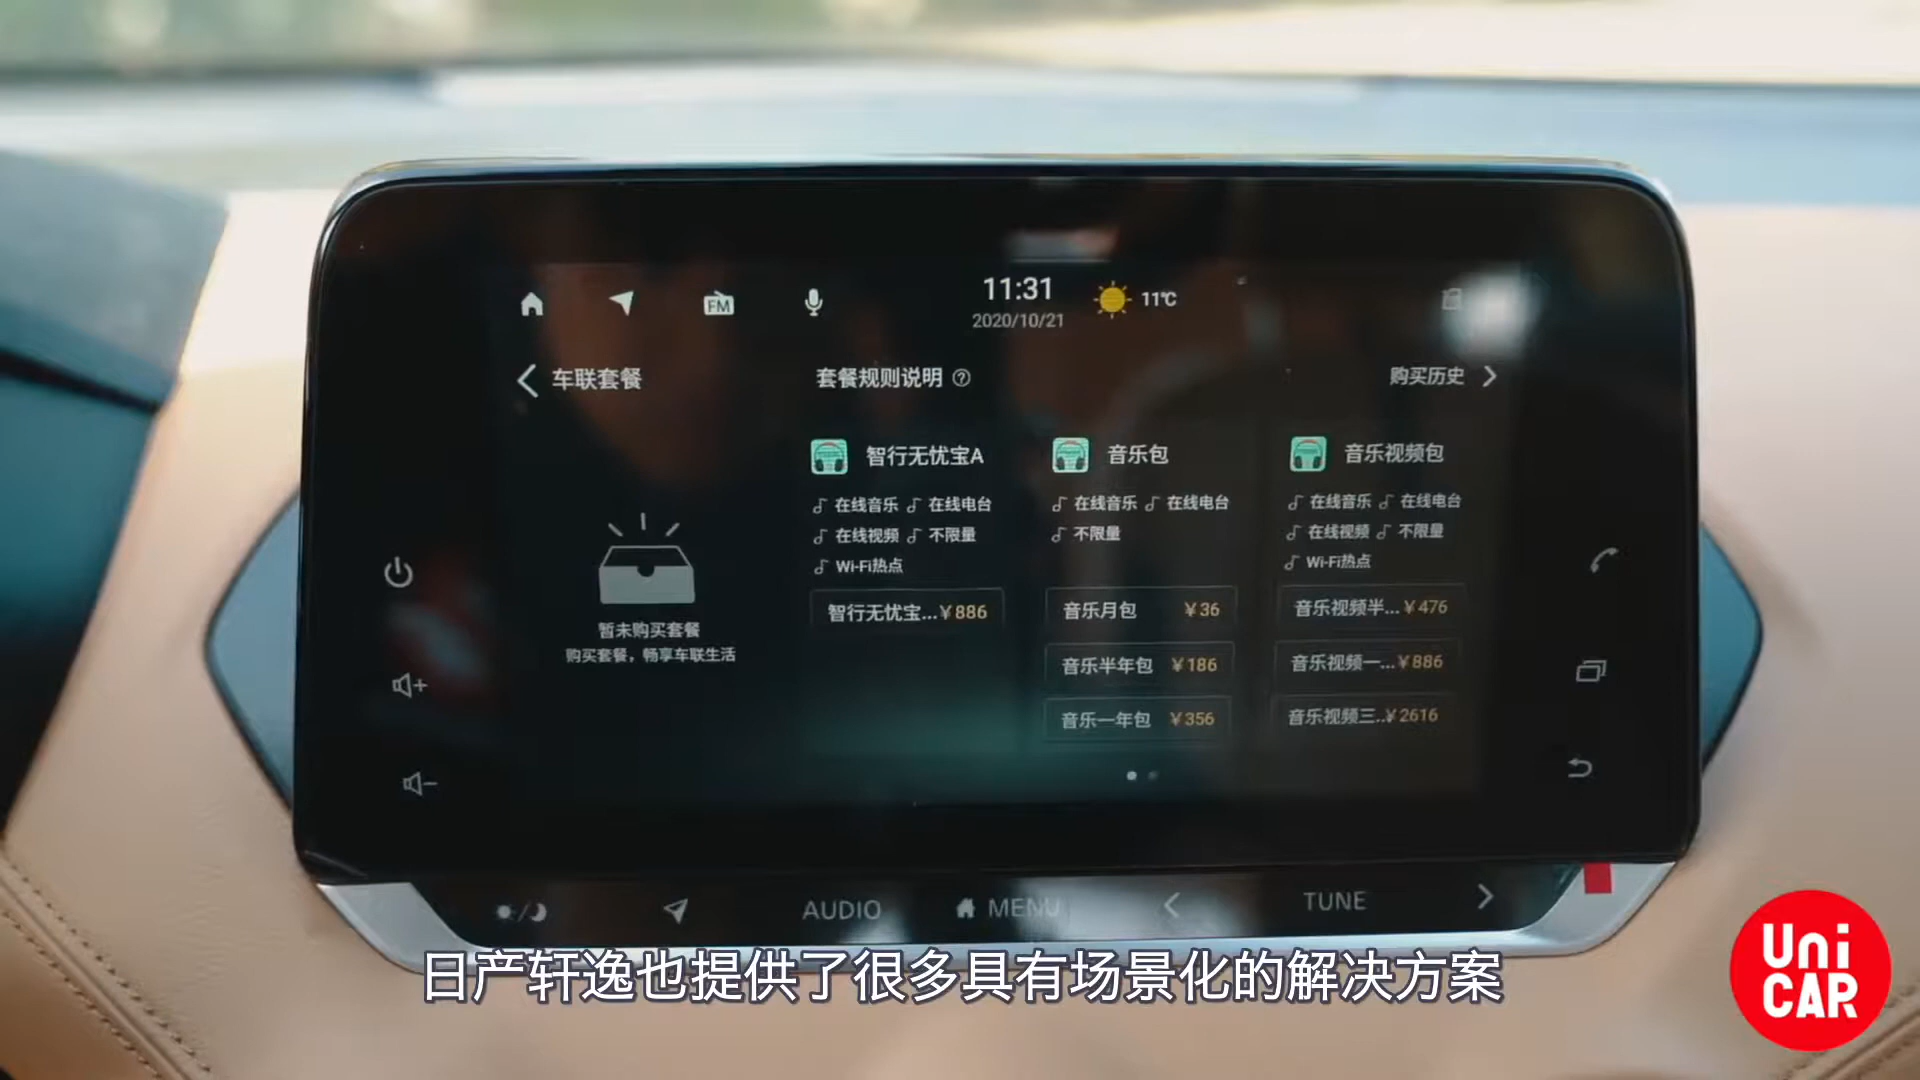 FM
11:31
2020/10/21
11℃
车联套餐
套餐规则说明 ?
购买历史
智行无忧宝A
在线音乐 在线电台
在线视频 不限量
Wi-Fi热点
智行无忧宝...¥886
音乐包
在线音乐 在线电台
不限量
音乐月包 ¥36
音乐半年包 ¥186
音乐一年包 ¥356
音乐视频包
在线音乐 在线电台
在线视频 不限量
Wi-Fi热点
音乐视频半...¥476
音乐视频一...¥886
音乐视频三...¥2616
暂未购买套餐
购买套餐，畅享车联生活
AUDIO
MENU
TUNE
日产轩逸也提供了很多具有场景化的解决方案
Uni
CAR